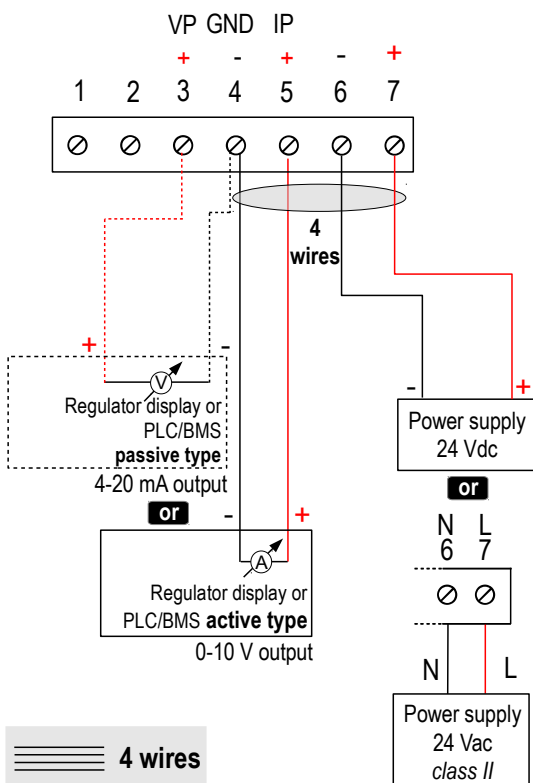 VP GND IP
+ - + - +
1 2 3 4 5 6 7
4
wires
+ -
V
Regulator display or
PLC/BMS
passive type
4-20 mA output
or
- +
A
Regulator display or
PLC/BMS active type
0-10 V output
- +
Power supply
24 Vdc
or
N L
6 7
N L
Power supply
24 Vac
class II
4 wires